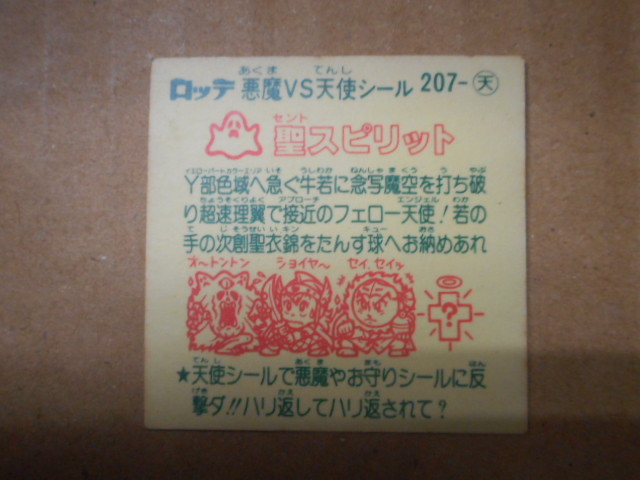 ロッテ 悪魔VS天使シール 207-天
聖スピリット
Y部色域へ急ぐ牛若に念写魔空を打ち破
り超速理翼で接近のフェロー天使!若の
手の次創聖衣錦をたんす球へお納めあれ
オ〜トントン ショイヤ〜 セイ、セイッ
?
★天使シールで悪魔やお守りシールに反
撃ダ!!ハリ返してハリ返されて?